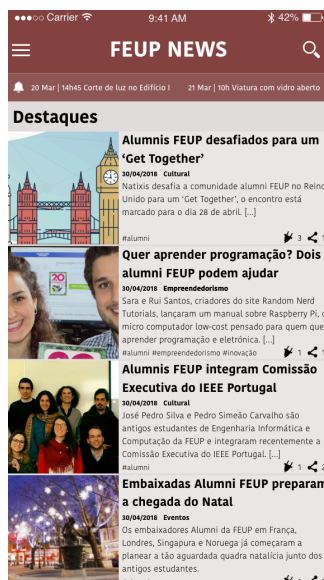 Carrier 9:41 AM 42%
FEUP NEWS
20 Mar | 14h45 Corte de luz no Edifício I 21 Mar | 10h Viatura com vidro aberto
Destaques
Alumnis FEUP desafiados para um
‘Get Together’
30/04/2018 Cultural
Natixis desafia a comunidade alumni FEUP no Reino
Unido para um ‘Get Together’, o encontro está
marcado para o dia 28 de abril. [...]
#alumni 3
Quer aprender programação? Dois
alumni FEUP podem ajudar
30/04/2018 Empreendedorismo
Sara e Rui Santos, criadores do site Random Nerd
Tutorials, lançaram um manual sobre Raspberry Pi,
micro computador low-cost pensado para quem
aprender programação e eletrónica. [...]
#alumni #empreendedorismo #inovação 1
Alumnis FEUP integram Comissão
Executiva do IEEE Portugal
30/04/2018 Cultural
José Pedro Silva e Pedro Simeão Carvalho são
antigos estudantes de Engenharia Informática e
Computação da FEUP e integraram recentemente a
Comissão Executiva do IEEE Portugal. [...]
#alumni 1 2
Embaixadas Alumni FEUP preparam
a chegada do Natal
30/04/2018 Eventos
Os embaixadores Alumni da FEUP em França,
Londres, Singapura e Noruega já começaram a
planear a tão aguardada quadra natalícia junto dos
antigos estudantes.